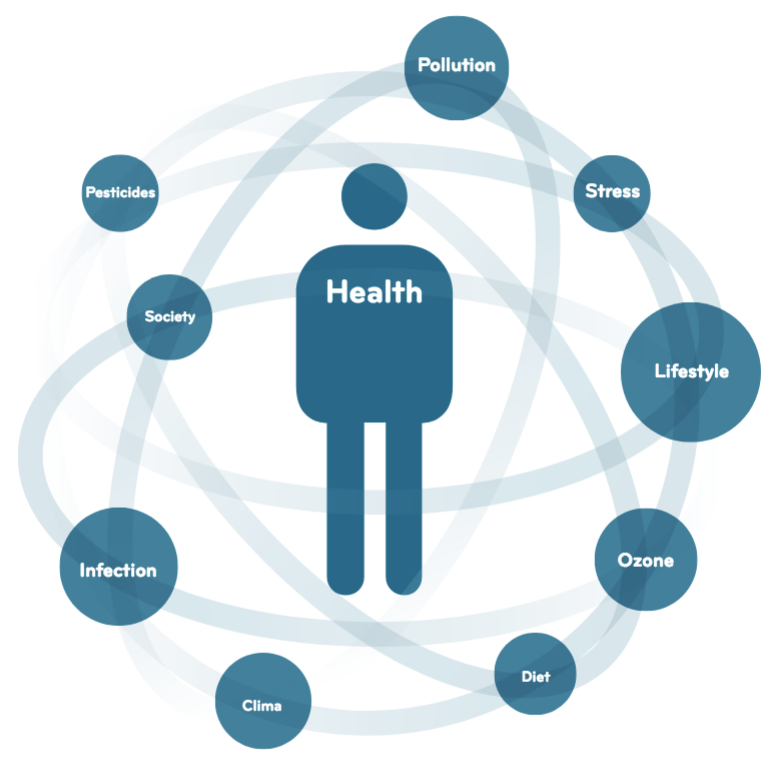 Pollution
Pesticides
Stress
Health
Society
Lifestyle
Ozone
Infection
Diet
Clima